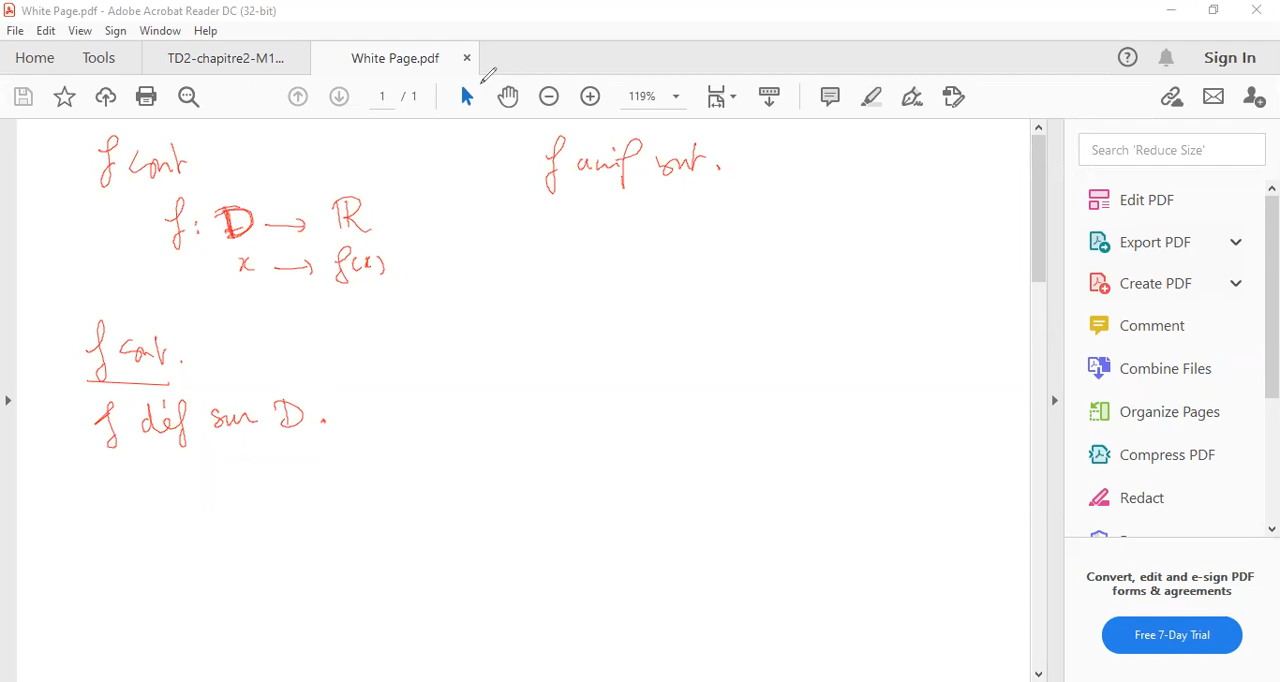 White Page.pdf - Adobe Acrobat Reader DC (32-bit)
File Edit View Sign Window Help
Home Tools TD2-chapitre2-M1... White Page.pdf × Sign In
1 / 1 119%
f cont f unif cont.
f: D → ℝ
x → f(x)
f cont.
f déf sur D.
Search 'Reduce Size'
Edit PDF
Export PDF
Create PDF
Comment
Combine Files
Organize Pages
Compress PDF
Redact
Convert, edit and e-sign PDF
forms & agreements
Free 7-Day Trial